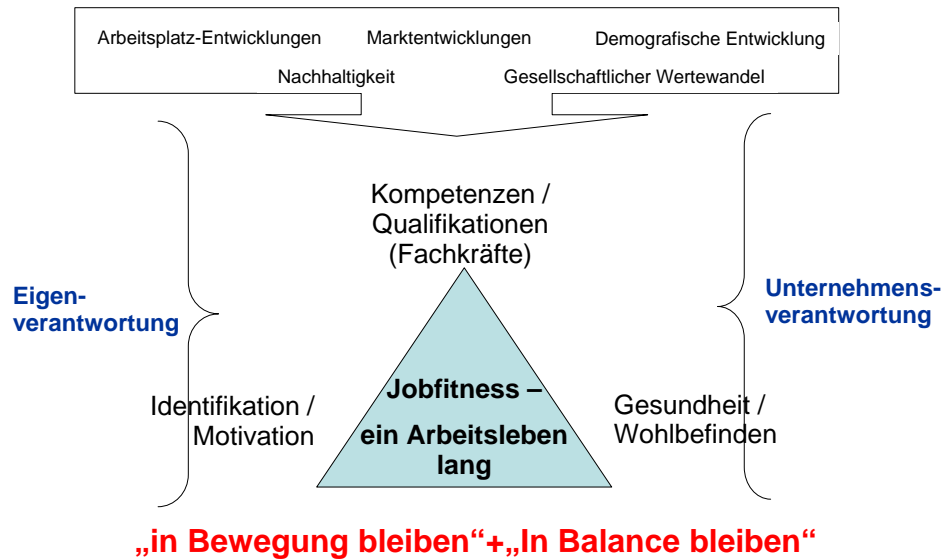 Arbeitsplatz-Entwicklungen Marktentwicklungen Demografische Entwicklung
Nachhaltigkeit Gesellschaftlicher Wertewandel
Kompetenzen /
Qualifikationen
(Fachkräfte)
Eigen-
verantwortung
Unternehmens-
verantwortung
Identifikation /
Motivation
Jobfitness –
ein Arbeitsleben
lang
Gesundheit /
Wohlbefinden
„in Bewegung bleiben“+„In Balance bleiben“